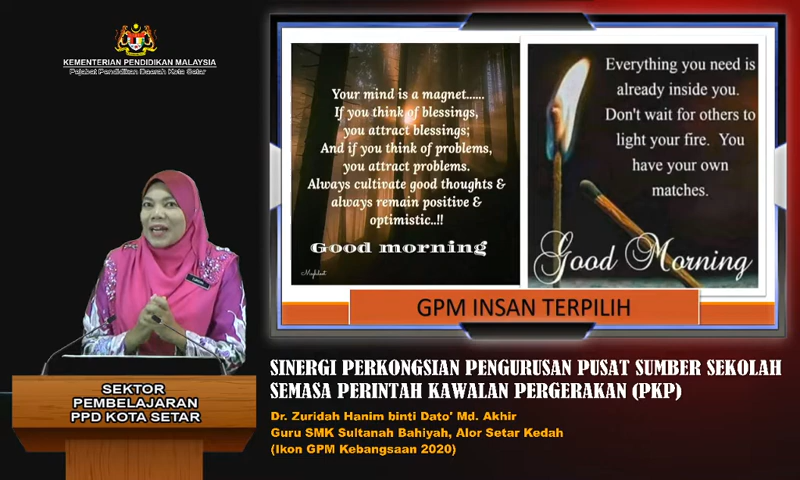 KEMENTERIAN PENDIDIKAN MALAYSIA
Pejabat Pendidikan Daerah Kota Setar
Your mind is a magnet......
If you think of blessings,
you attract blessings;
And if you think of problems,
you attract problems.
Always cultivate good thoughts &
always remain positive &
optimistic..!!
Good morning
Everything you need is
already inside you.
Don't wait for others to
light your fire. You
have your own
matches.
Good Morning
GPM INSAN TERPILIH
SEKTOR
PEMBELAJARAN
PPD KOTA SETAR
SINERGI PERKONGSIAN PENGURUSAN PUSAT SUMBER SEKOLAH
SEMASA PERINTAH KAWALAN PERGERAKAN (PKP)
Dr. Zuridah Hanim binti Dato' Md. Akhir
Guru SMK Sultanah Bahiyah, Alor Setar Kedah
(Ikon GPM Kebangsaan 2020)